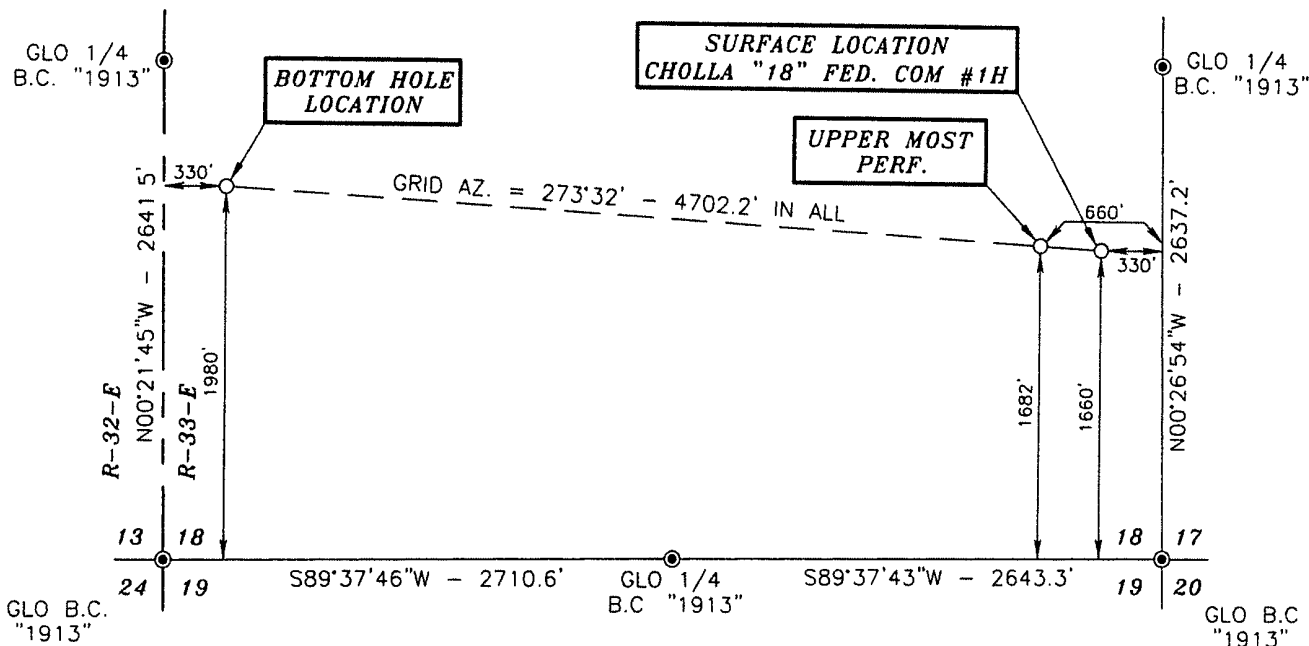 GLO 1/4
B.C. "1913"
BOTTOM HOLE
LOCATION
SURFACE LOCATION
CHOLLA "18" FED. COM #1H
GLO 1/4
B.C. "1913"
UPPER MOST
PERF.
330'
GRID AZ. = 273°32' - 4702.2' IN ALL
660'
330'
N00°21'45"W - 2641 5'
R-32-E
R-33-E
1980'
1682'
1660'
N00°26'54"W - 2637.2'
13 18
24 19
S89°37'46"W - 2710.6'
GLO 1/4
B.C "1913"
S89°37'43"W - 2643.3'
18 17
19 20
GLO B.C.
"1913"
GLO B.C
"1913"